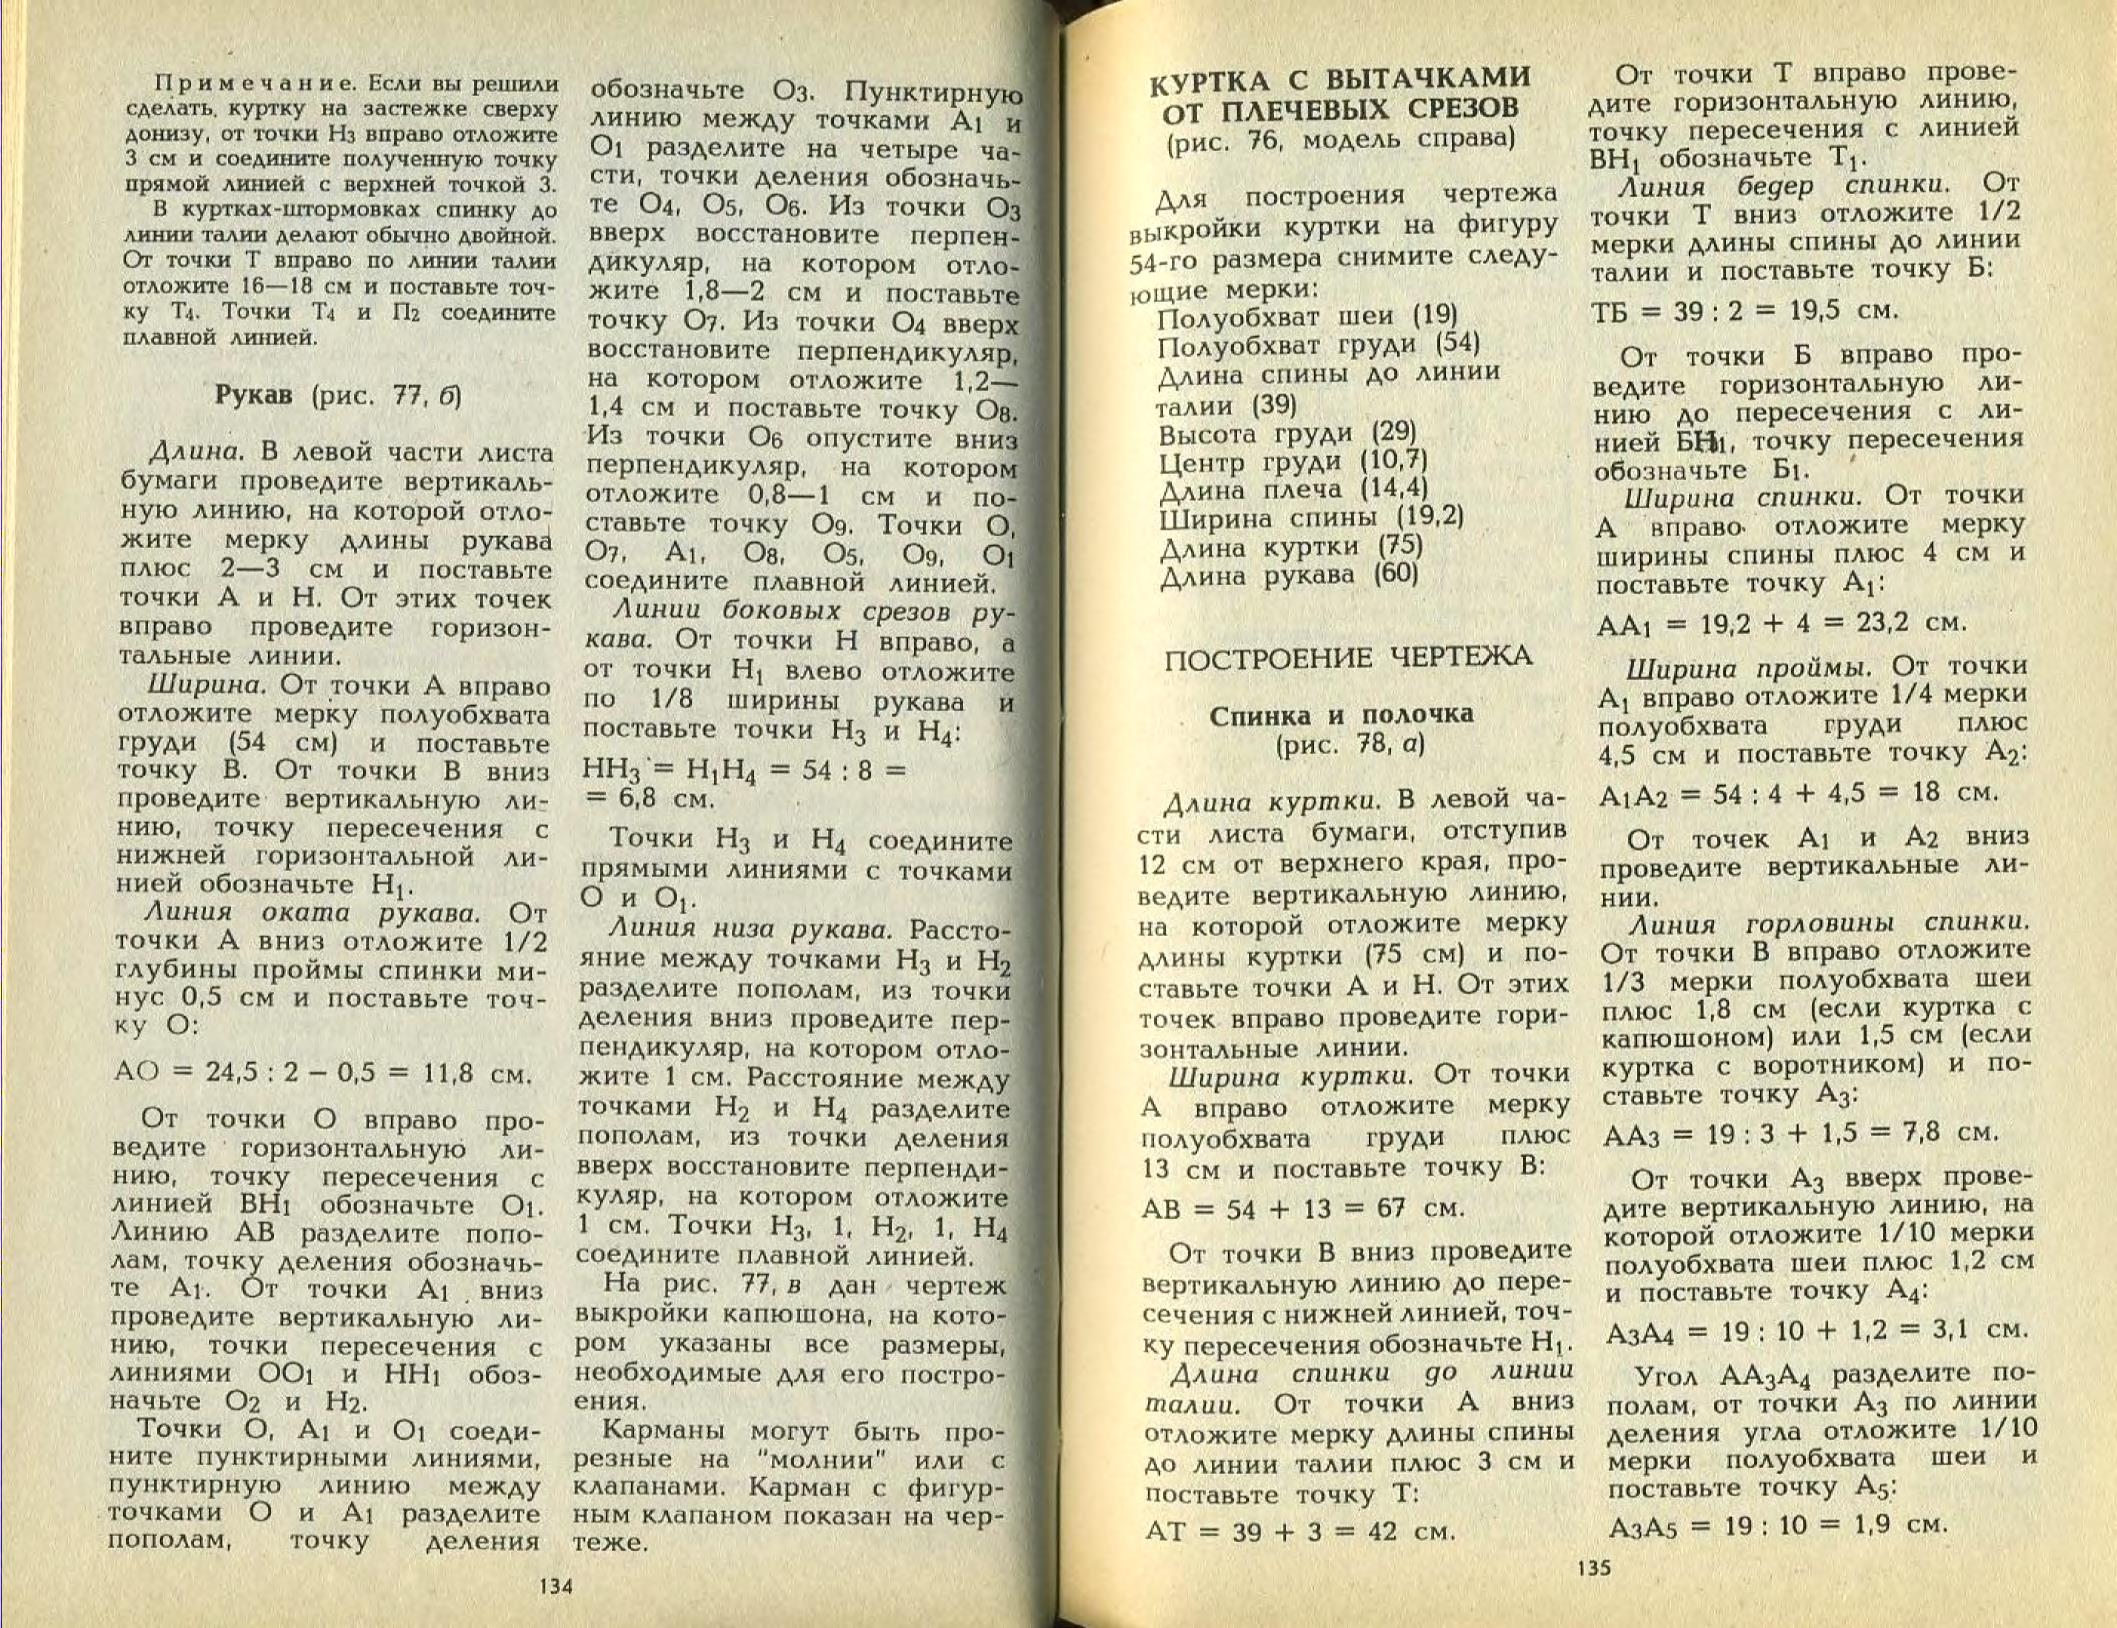 Примечание. Если вы решили
сделать куртку на застежке сверху
донизу, от точки Н3 вправо отложите
3 см и соедините полученную точку
прямой линией с верхней точкой 3.
В куртках-штормовках спинку до
линии талии делают обычно двойной.
От точки Т вправо по линии талии
отложите 16—18 см и поставьте точ-
ку Т4. Точки Т4 и П2 соедините
плавной линией.
Рукав (рис. 77, б)
Длина. В левой части листа
бумаги проведите вертикаль-
ную линию, на которой отло-
жите мерку длины рукава
плюс 2—3 см и поставьте
точки А и Н. От этих точек
вправо проведите горизон-
тальные линии.
Ширина. От точки А вправо
отложите мерку полуобхвата
груди (54 см) и поставьте
точку В. От точки В вниз
проведите вертикальную ли-
нию, точку пересечения с
нижней горизонтальной ли-
нией обозначьте Н1.
Линия оката рукава. От
точки А вниз отложите 1/2
глубины проймы спинки ми-
нус 0,5 см и поставьте точ-
ку О:
АО = 24,5 : 2 – 0,5 = 11,8 см.
От точки О вправо про-
ведите горизонтальную ли-
нию, точку пересечения с
линией ВН1 обозначьте О1.
Линию АВ разделите попо-
лам, точку деления обозначь-
те А1. От точки А1 вниз
проведите вертикальную ли-
нию, точки пересечения с
линиями ОО1 и НН1 обоз-
начьте О2 и Н2.
Точки О, А1 и О1 соеди-
ните пунктирными линиями,
пунктирную линию между
точками О и А1 разделите
пополам, точку деления
обозначьте О3. Пунктирную
линию между точками А1 и
О1 разделите на четыре ча-
сти, точки деления обозначь-
те О4, О5, О6. Из точки О3
вверх восстановите перпен-
дикуляр, на котором отло-
жите 1,8—2 см и поставьте
точку О7. Из точки О4 вверх
восстановите перпендикуляр,
на котором отложите 1,2—
1,4 см и поставьте точку О8.
Из точки О6 опустите вниз
перпендикуляр, на котором
отложите 0,8—1 см и по-
ставьте точку О9. Точки О,
О7, А1, О8, О5, О9, О1
соедините плавной линией.
Линии боковых срезов ру-
кава. От точки Н вправо, а
от точки Н1 влево отложите
по 1/8 ширины рукава и
поставьте точки Н3 и Н4:
НН3 = Н1Н4 = 54 : 8 =
= 6,8 см.
Точки Н3 и Н4 соедините
прямыми линиями с точками
О и О1.
Линия низа рукава. Рассто-
яние между точками Н3 и Н2
разделите пополам, из точки
деления вниз проведите пер-
пендикуляр, на котором отло-
жите 1 см. Расстояние между
точками Н2 и Н4 разделите
пополам, из точки деления
вверх восстановите перпенди-
куляр, на котором отложите
1 см. Точки Н3, 1, Н2, 1, Н4
соедините плавной линией.
На рис. 77, в дан чертеж
выкройки капюшона, на кото-
ром указаны все размеры,
необходимые для его постро-
ения.
Карманы могут быть про-
резные на "молнии" или с
клапанами. Карман с фигур-
ным клапаном показан на чер-
теже.
134
КУРТКА С ВЫТАЧКАМИ
ОТ ПЛЕЧЕВЫХ СРЕЗОВ
(рис. 76, модель справа)
Для построения чертежа
выкройки куртки на фигуру
54-го размера снимите следу-
ющие мерки:
Полуобхват шеи (19)
Полуобхват груди (54)
Длина спины до линии
талии (39)
Высота груди (29)
Центр груди (10,7)
Длина плеча (14,4)
Ширина спины (19,2)
Длина куртки (75)
Длина рукава (60)
ПОСТРОЕНИЕ ЧЕРТЕЖА
Спинка и полочка
(рис. 78, а)
Длина куртки. В левой ча-
сти листа бумаги, отступив
12 см от верхнего края, про-
ведите вертикальную линию,
на которой отложите мерку
длины куртки (75 см) и по-
ставьте точки А и Н. От этих
точек вправо проведите гори-
зонтальные линии.
Ширина куртки. От точки
А вправо отложите мерку
полуобхвата груди плюс
13 см и поставьте точку В:
АВ = 54 + 13 = 67 см.
От точки В вниз проведите
вертикальную линию до пере-
сечения с нижней линией, точ-
ку пересечения обозначьте Н1.
Длина спинки до линии
талии. От точки А вниз
отложите мерку длины спины
до линии талии плюс 3 см и
поставьте точку Т:
АТ = 39 + 3 = 42 см.
От точки Т вправо прове-
дите горизонтальную линию,
точку пересечения с линией
ВН1 обозначьте Т1.
Линия бедер спинки. От
точки Т вниз отложите 1/2
мерки длины спины до линии
талии и поставьте точку Б:
ТБ = 39 : 2 = 19,5 см.
От точки Б вправо про-
ведите горизонтальную ли-
нию до пересечения с ли-
нией БН1, точку пересечения
обозначьте Б1.
Ширина спинки. От точки
А вправо отложите мерку
ширины спины плюс 4 см и
поставьте точку А1:
АА1 = 19,2 + 4 = 23,2 см.
Ширина проймы. От точки
А1 вправо отложите 1/4 мерки
полуобхвата груди плюс
4,5 см и поставьте точку А2:
А1А2 = 54 : 4 + 4,5 = 18 см.
От точек А1 и А2 вниз
проведите вертикальные ли-
нии.
Линия горловины спинки.
От точки В вправо отложите
1/3 мерки полуобхвата шеи
плюс 1,8 см (если куртка с
капюшоном) или 1,5 см (если
куртка с воротником) и по-
ставьте точку А3:
АА3 = 19 : 3 + 1,5 = 7,8 см.
От точки А3 вверх прове-
дите вертикальную линию, на
которой отложите 1/10 мерки
полуобхвата шеи плюс 1,2 см
и поставьте точку А4:
А3А4 = 19 : 10 + 1,2 = 3,1 см.
Угол АА3А4 разделите по-
полам, от точки А3 по линии
деления угла отложите 1/10
мерки полуобхвата шеи и
поставьте точку А5:
А3А5 = 19 : 10 = 1,9 см.
135